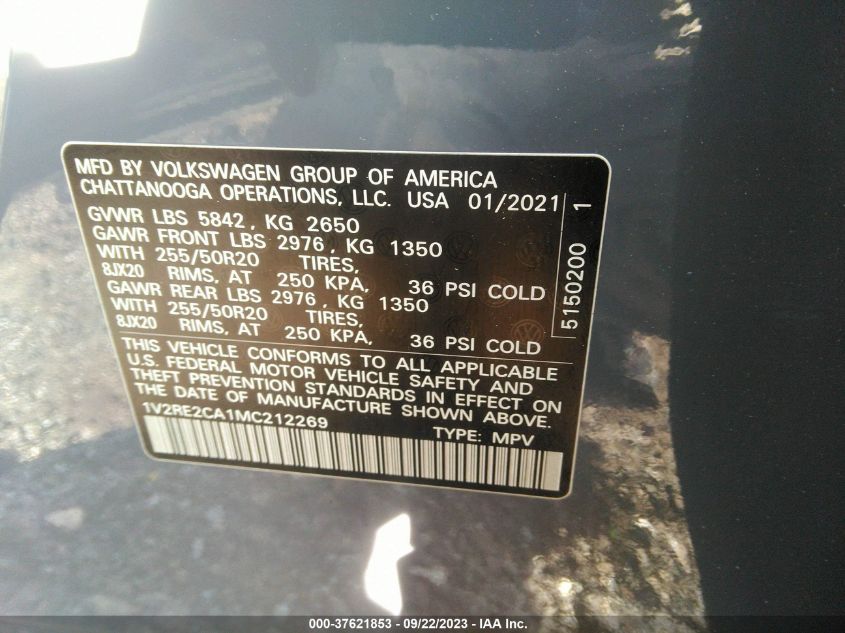 MFD BY VOLKSWAGEN GROUP OF AMERICA
CHATTANOOGA OPERATIONS, LLC. USA 01/2021
GVWR LBS 5842, KG 2650
GAWR FRONT LBS 2976, KG 1350
WITH 255/50R20 TIRES,
8JX20 RIMS, AT 250 KPA, 36 PSI COLD
GAWR REAR LBS 2976, KG 1350
WITH 255/50R20 TIRES,
8JX20 RIMS, AT 250 KPA, 36 PSI COLD
5150200 1
THIS VEHICLE CONFORMS TO ALL APPLICABLE
U.S. FEDERAL MOTOR VEHICLE SAFETY AND
THEFT PREVENTION STANDARDS IN EFFECT ON
THE DATE OF MANUFACTURE SHOWN ABOVE.
1V2RE2CA1MC212269 TYPE: MPV
000-37621853 - 09/22/2023 - IAA Inc.